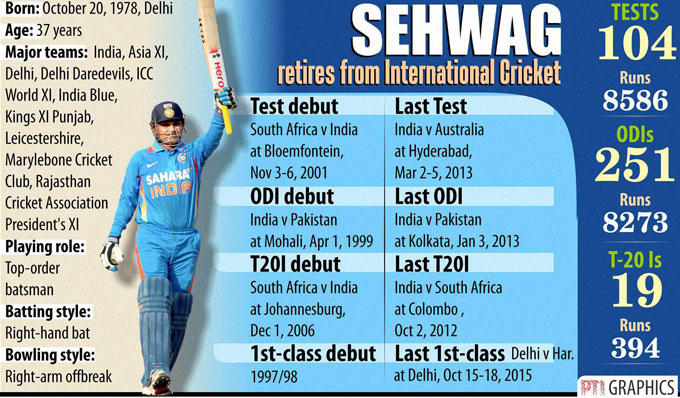 Born: October 20, 1978, Delhi
Age: 37 years
Major teams: India, Asia XI,
Delhi, Delhi Daredevils, ICC
World XI, India Blue,
Kings XI Punjab,
Leicestershire,
Marylebone Cricket
Club, Rajasthan
Cricket Association
President's XI
Playing role:
Top-order
batsman
Batting style:
Right-hand bat
Bowling style:
Right-arm offbreak
Hero
SAHARA
INDIA
SEHWAG
retires from International Cricket
Test debut
South Africa v India
at Bloemfontein,
Nov 3-6, 2001
Last Test
India v Australia
at Hyderabad,
Mar 2-5, 2013
ODI debut
India v Pakistan
at Mohali, Apr 1, 1999
Last ODI
India v Pakistan
at Kolkata, Jan 3, 2013
T20I debut
South Africa v India
at Johannesburg,
Dec 1, 2006
Last T20I
India v South Africa
at Colombo ,
Oct 2, 2012
1st-class debut
1997/98
Last 1st-class Delhi v Har.
at Delhi, Oct 15-18, 2015
TESTS
104
Runs
8586
ODIs
251
Runs
8273
T-20 Is
19
Runs
394
PTI GRAPHICS